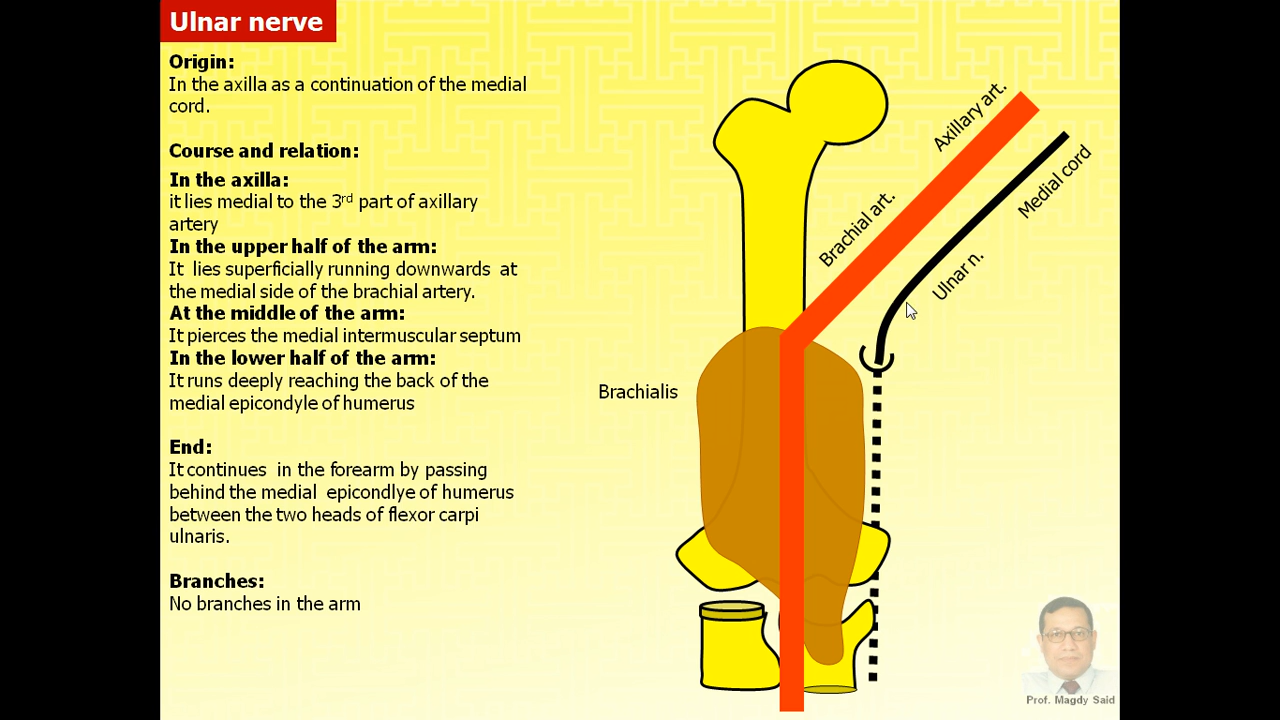 Ulnar nerve
Origin:
In the axilla as a continuation of the medial
cord.
Course and relation:
In the axilla:
it lies medial to the 3rd part of axillary
artery
In the upper half of the arm:
It lies superficially running downwards at
the medial side of the brachial artery.
At the middle of the arm:
It pierces the medial intermuscular septum
In the lower half of the arm:
It runs deeply reaching the back of the
medial epicondyle of humerus
End:
It continues in the forearm by passing
behind the medial epicondlye of humerus
between the two heads of flexor carpi
ulnaris.
Branches:
No branches in the arm
Axillary art.
Medial cord
Brachial art.
Ulnar n.
Brachialis
Prof. Magdy Said